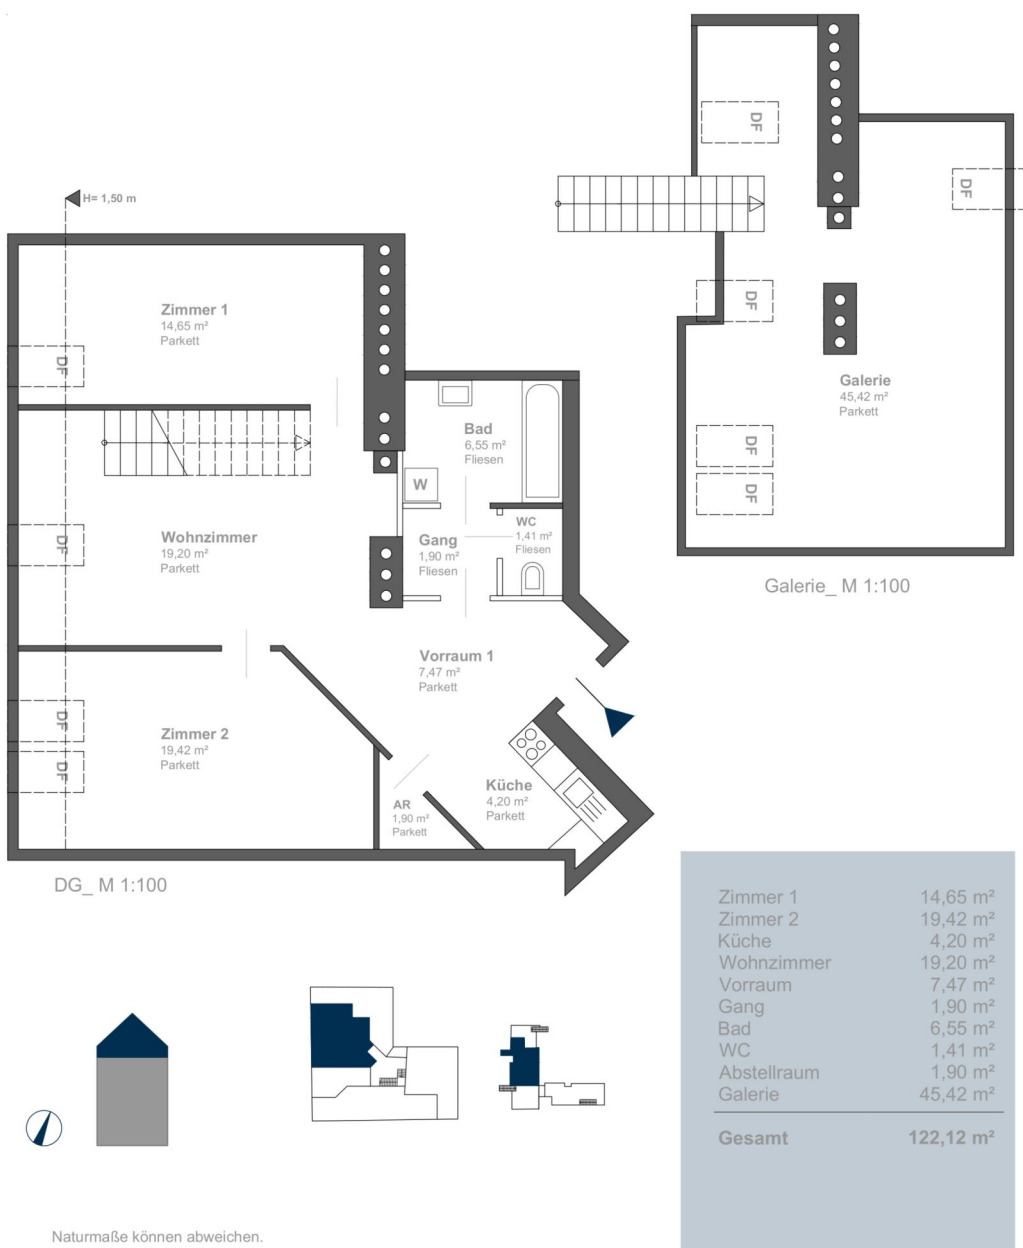 DF
DF
H= 1,50 m
Zimmer 1
14,65 m²
Parkett
DF
DF
Galerie
45,42 m²
Parkett
Bad
6,55 m²
Fliesen
DF
W
DF
WC
1,41 m²
Fliesen
Wohnzimmer
19,20 m²
Parkett
DF
Gang
1,90 m²
Fliesen
Galerie_ M 1:100
Vorraum 1
7,47 m²
Parkett
DF
Zimmer 2
19,42 m²
Parkett
DF
Küche
4,20 m²
Parkett
AR
1,90 m²
Parkett
DG_ M 1:100
Zimmer 1 14,65 m²
Zimmer 2 19,42 m²
Küche 4,20 m²
Wohnzimmer 19,20 m²
Vorraum 7,47 m²
Gang 1,90 m²
Bad 6,55 m²
WC 1,41 m²
Abstellraum 1,90 m²
Galerie 45,42 m²
Gesamt 122,12 m²
Naturmaße können abweichen.